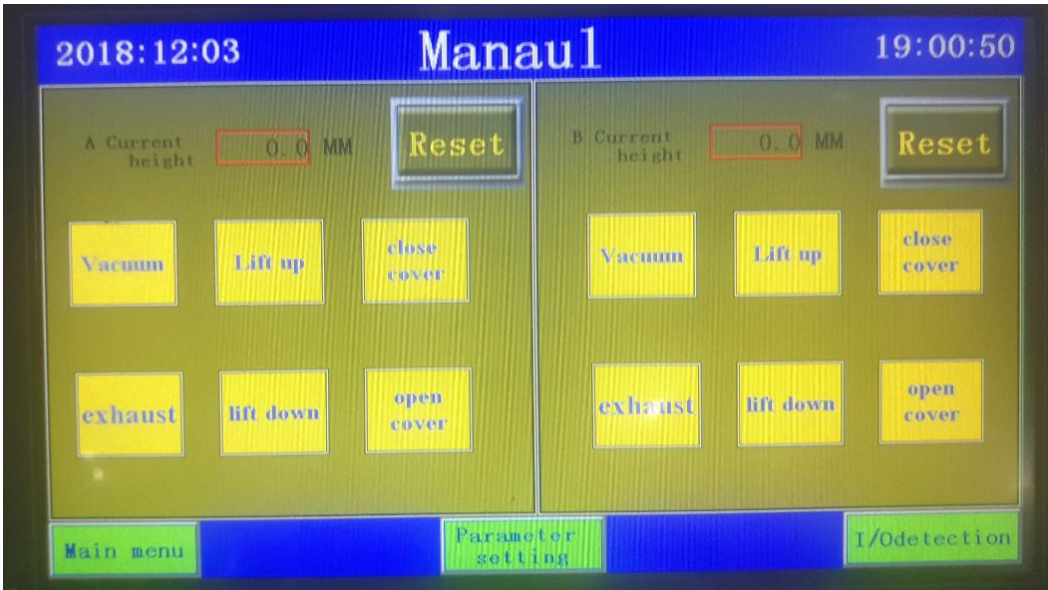 2018:12:03 Manaul 19:00:50
A Current
height
0.0 MM
Reset
Vacuum
Lift up
close
cover
exhaust
lift down
open
cover
B Current
height
0.0 MM
Reset
Vacuum
Lift up
close
cover
exhaust
lift down
open
cover
Main menu
Parameter
setting
I/Odetection